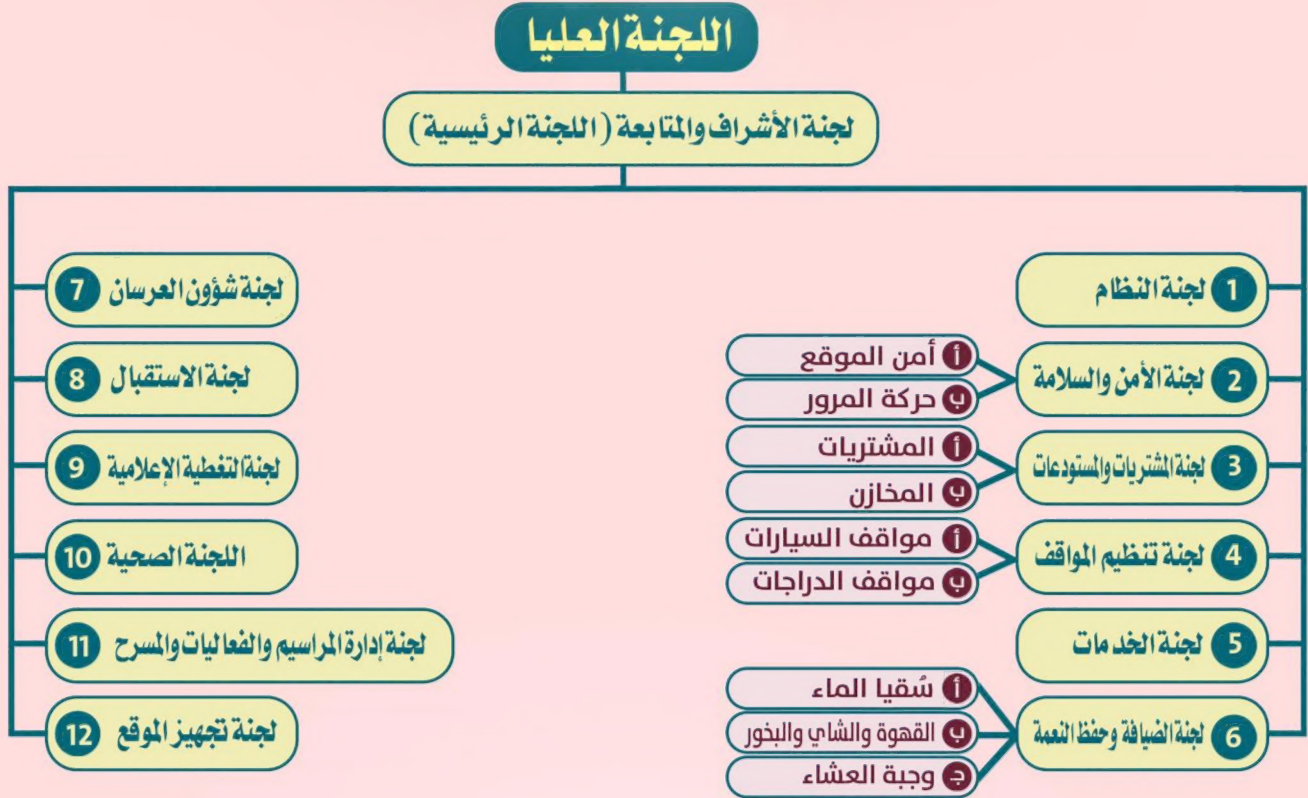 اللجنة العليا
لجنة الأشراف والمتابعة (اللجنة الرئيسية)
1 لجنة النظام
2 لجنة الأمن والسلامة
أ أمن الموقع
ب حركة المرور
3 لجنة المشتريات والمستودعات
أ المشتريات
ب المخازن
4 لجنة تنظيم المواقف
أ مواقف السيارات
ب مواقف الدراجات
5 لجنة الخدمات
6 لجنة الضيافة وحفظ النعمة
أ سُقيا الماء
ب القهوة والشاي والبخور
ج وجبة العشاء
7 لجنة شؤون العرسان
8 لجنة الاستقبال
9 لجنة التغطية الإعلامية
10 اللجنة الصحية
11 لجنة إدارة المراسيم والفعاليات والمسرح
12 لجنة تجهيز الموقع